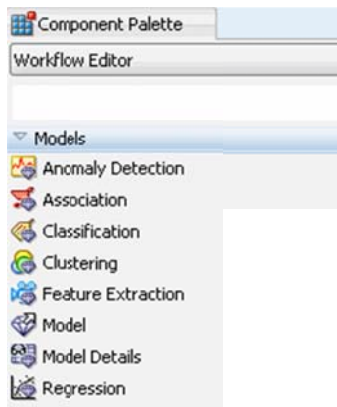 Component Palette
Workflow Editor
Models
Anomaly Detection
Association
Classification
Clustering
Feature Extraction
Model
Model Details
Regression